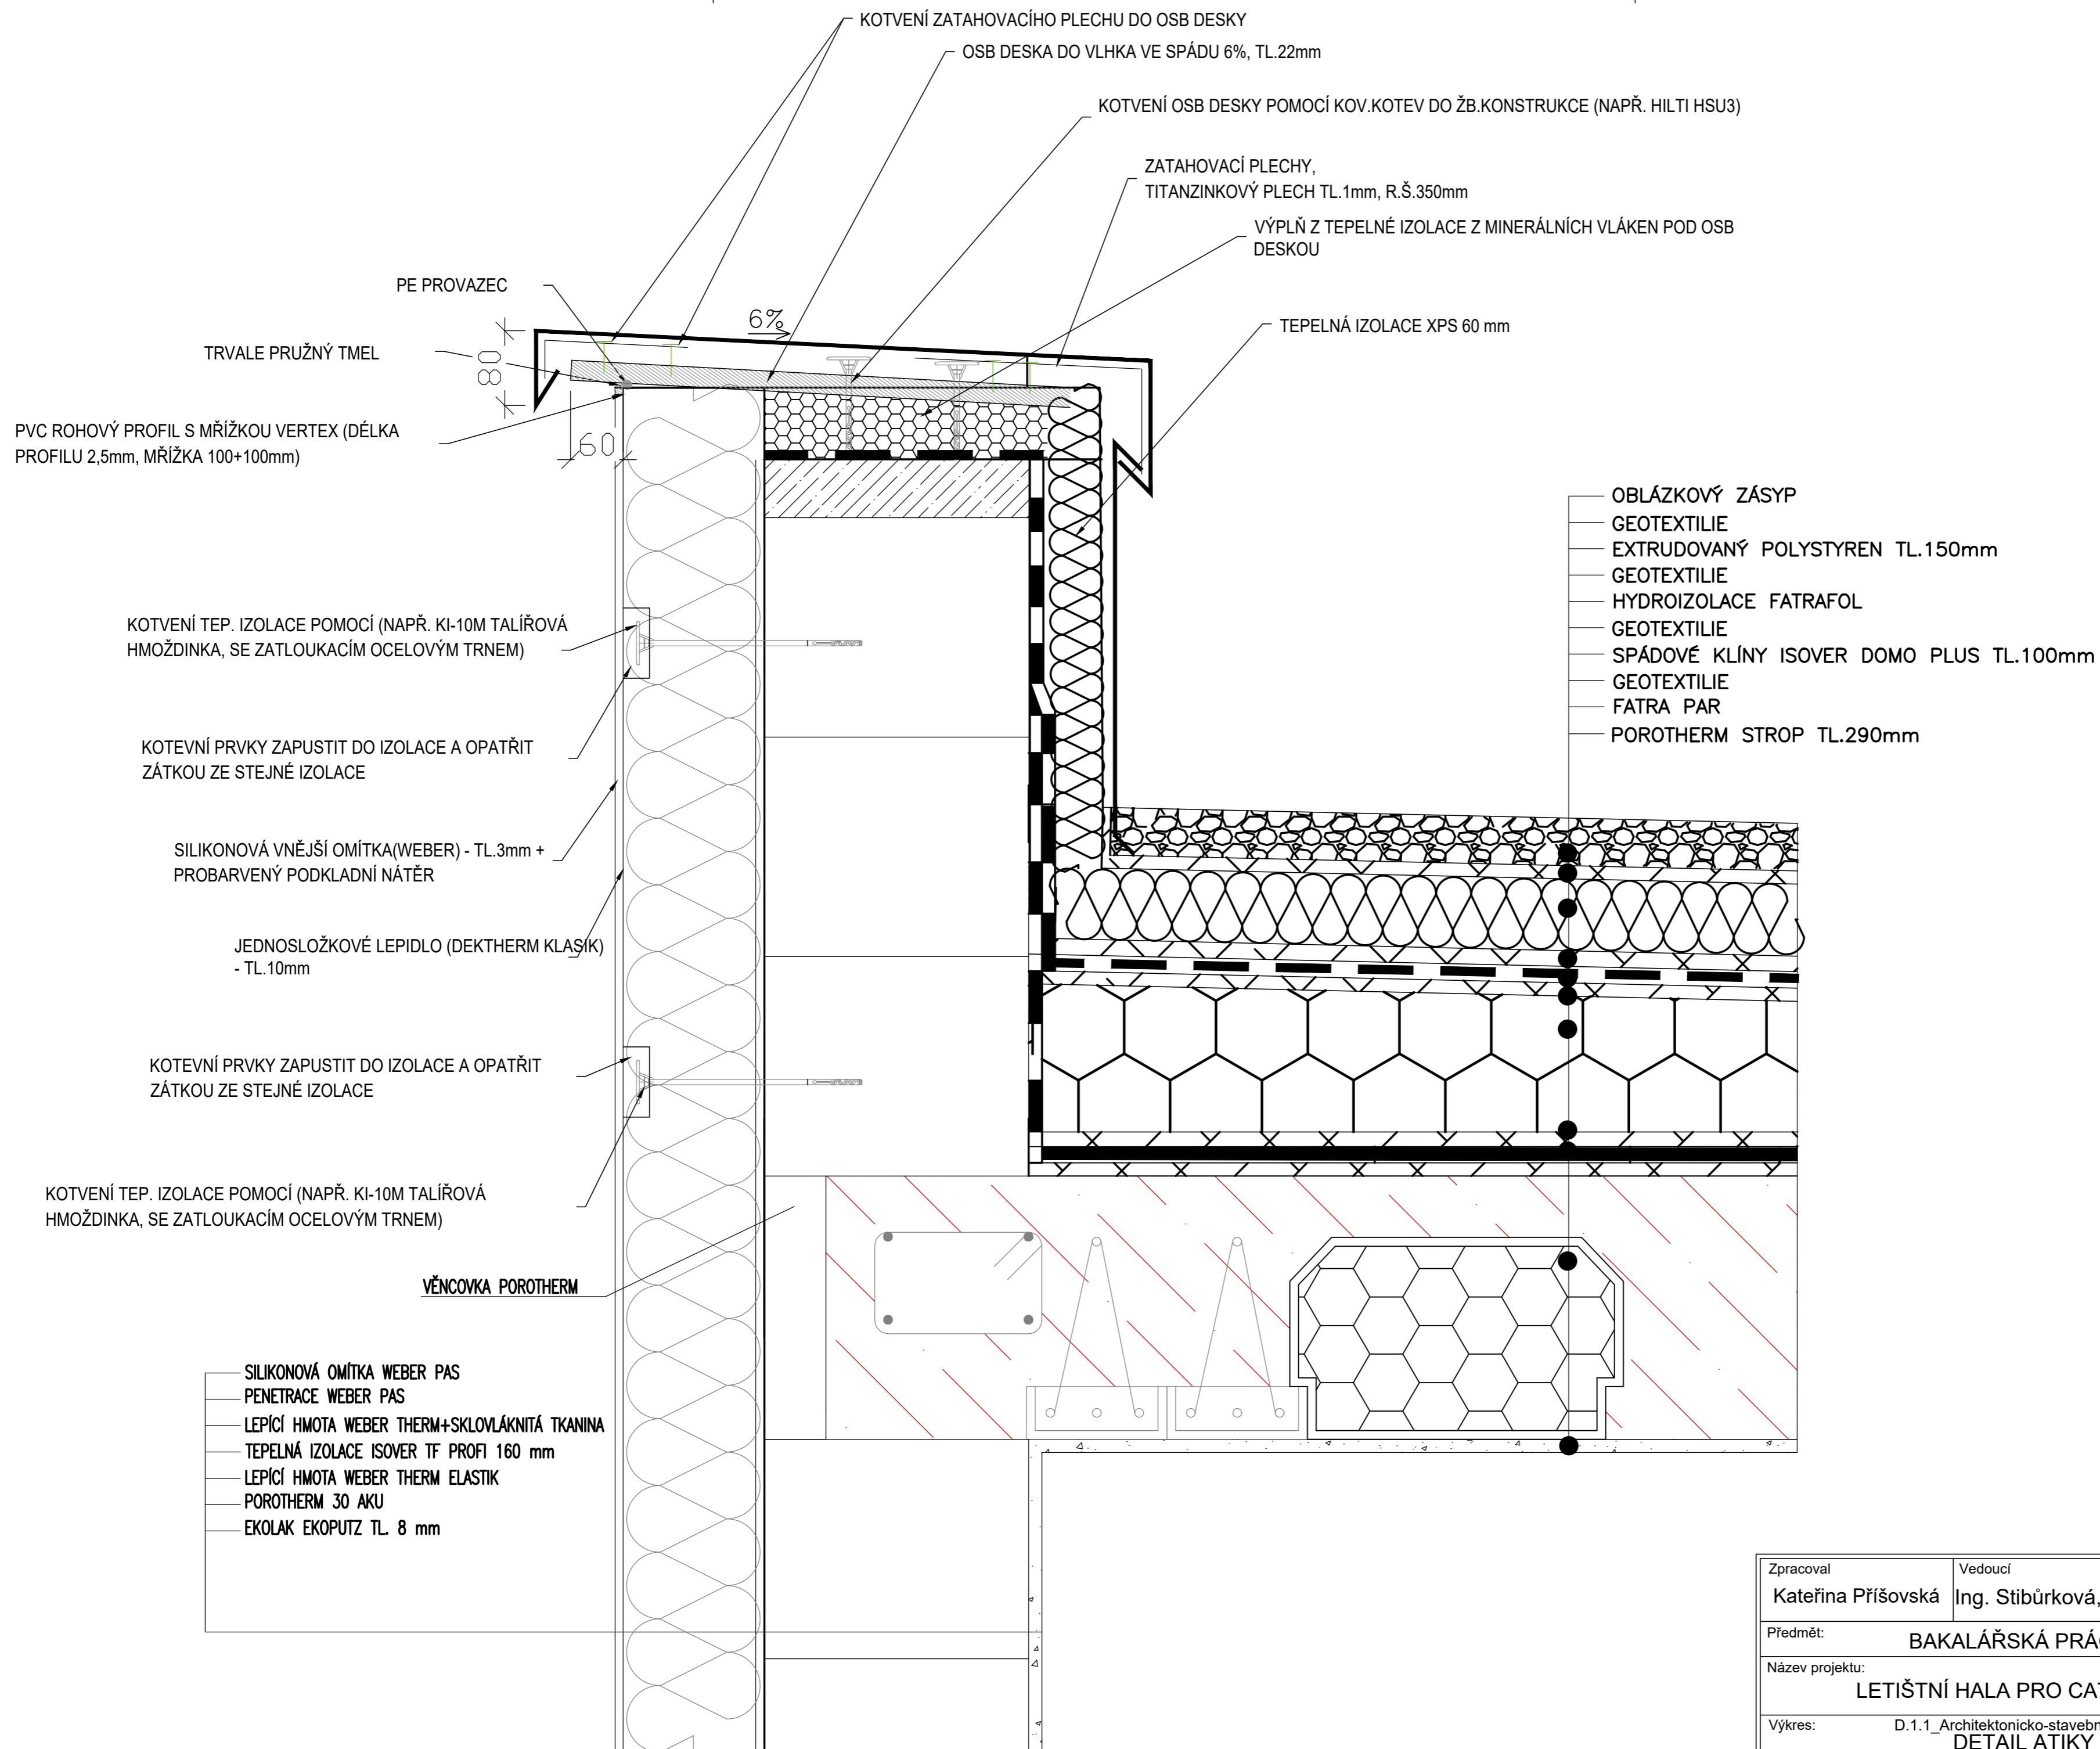 KOTVENÍ ZATAHOVACÍHO PLECHU DO OSB DESKY
OSB DESKA DO VLHKA VE SPÁDU 6%, TL.22mm
KOTVENÍ OSB DESKY POMOCÍ KOV.KOTEV DO ŽB.KONSTRUKCE (NAPŘ. HILTI HSU3)
ZATAHOVACÍ PLECHY,
TITANZINKOVÝ PLECH TL.1mm, R.Š.350mm
VÝPLŇ Z TEPELNÉ IZOLACE Z MINERÁLNÍCH VLÁKEN POD OSB
DESKOU
TEPELNÁ IZOLACE XPS 60 mm
PE PROVAZEC
6%
TRVALE PRUŽNÝ TMEL
80
PVC ROHOVÝ PROFIL S MŘÍŽKOU VERTEX (DÉLKA
PROFILU 2,5mm, MŘÍŽKA 100+100mm)
60
OBLÁZKOVÝ ZÁSYP
GEOTEXTILIE
EXTRUDOVANÝ POLYSTYREN TL.150mm
GEOTEXTILIE
HYDROIZOLACE FATRAFOL
GEOTEXTILIE
SPÁDOVÉ KLÍNY ISOVER DOMO PLUS TL.100mm
GEOTEXTILIE
FATRA PAR
POROTHERM STROP TL.290mm
KOTVENÍ TEP. IZOLACE POMOCÍ (NAPŘ. KI-10M TALÍŘOVÁ
HMOŽDINKA, SE ZATLOUKACÍM OCELOVÝM TRNEM)
KOTEVNÍ PRVKY ZAPUSTIT DO IZOLACE A OPATŘIT
ZÁTKOU ZE STEJNÉ IZOLACE
SILIKONOVÁ VNĚJŠÍ OMÍTKA(WEBER) - TL.3mm +
PROBARVENÝ PODKLADNÍ NÁTĚR
JEDNOSLOŽKOVÉ LEPIDLO (DEKTHERM KLASIK)
- TL.10mm
KOTEVNÍ PRVKY ZAPUSTIT DO IZOLACE A OPATŘIT
ZÁTKOU ZE STEJNÉ IZOLACE
KOTVENÍ TEP. IZOLACE POMOCÍ (NAPŘ. KI-10M TALÍŘOVÁ
HMOŽDINKA, SE ZATLOUKACÍM OCELOVÝM TRNEM)
VĚNCOVKA POROTHERM
SILIKONOVÁ OMÍTKA WEBER PAS
PENETRACE WEBER PAS
LEPÍCÍ HMOTA WEBER THERM+SKLOVLÁKNITÁ TKANINA
TEPELNÁ IZOLACE ISOVER TF PROFI 160 mm
LEPÍCÍ HMOTA WEBER THERM ELASTIK
POROTHERM 30 AKU
EKOLAK EKOPUTZ TL. 8 mm
Zpracoval
Vedoucí
Kateřina Příšovská
Ing. Stibůrková,
Předmět:
BAKALÁŘSKÁ
Název projektu:
LETIŠTNÍ HALA PRO
Výkres:
DETAIL ATIKY